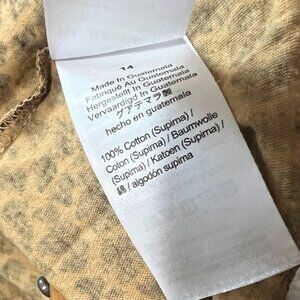 14
Made In Guatemala
Fabriqué Au Guatemala
Hergestellt In Guatemala
Vervaardigd In Guatemala
グアテマラ製
hecho en guatemala
100% Cotton (Supima) /
Coton (Supima) / Baumwolle
(Supima) / Katoen (Supima) /
綿 / algodón supima